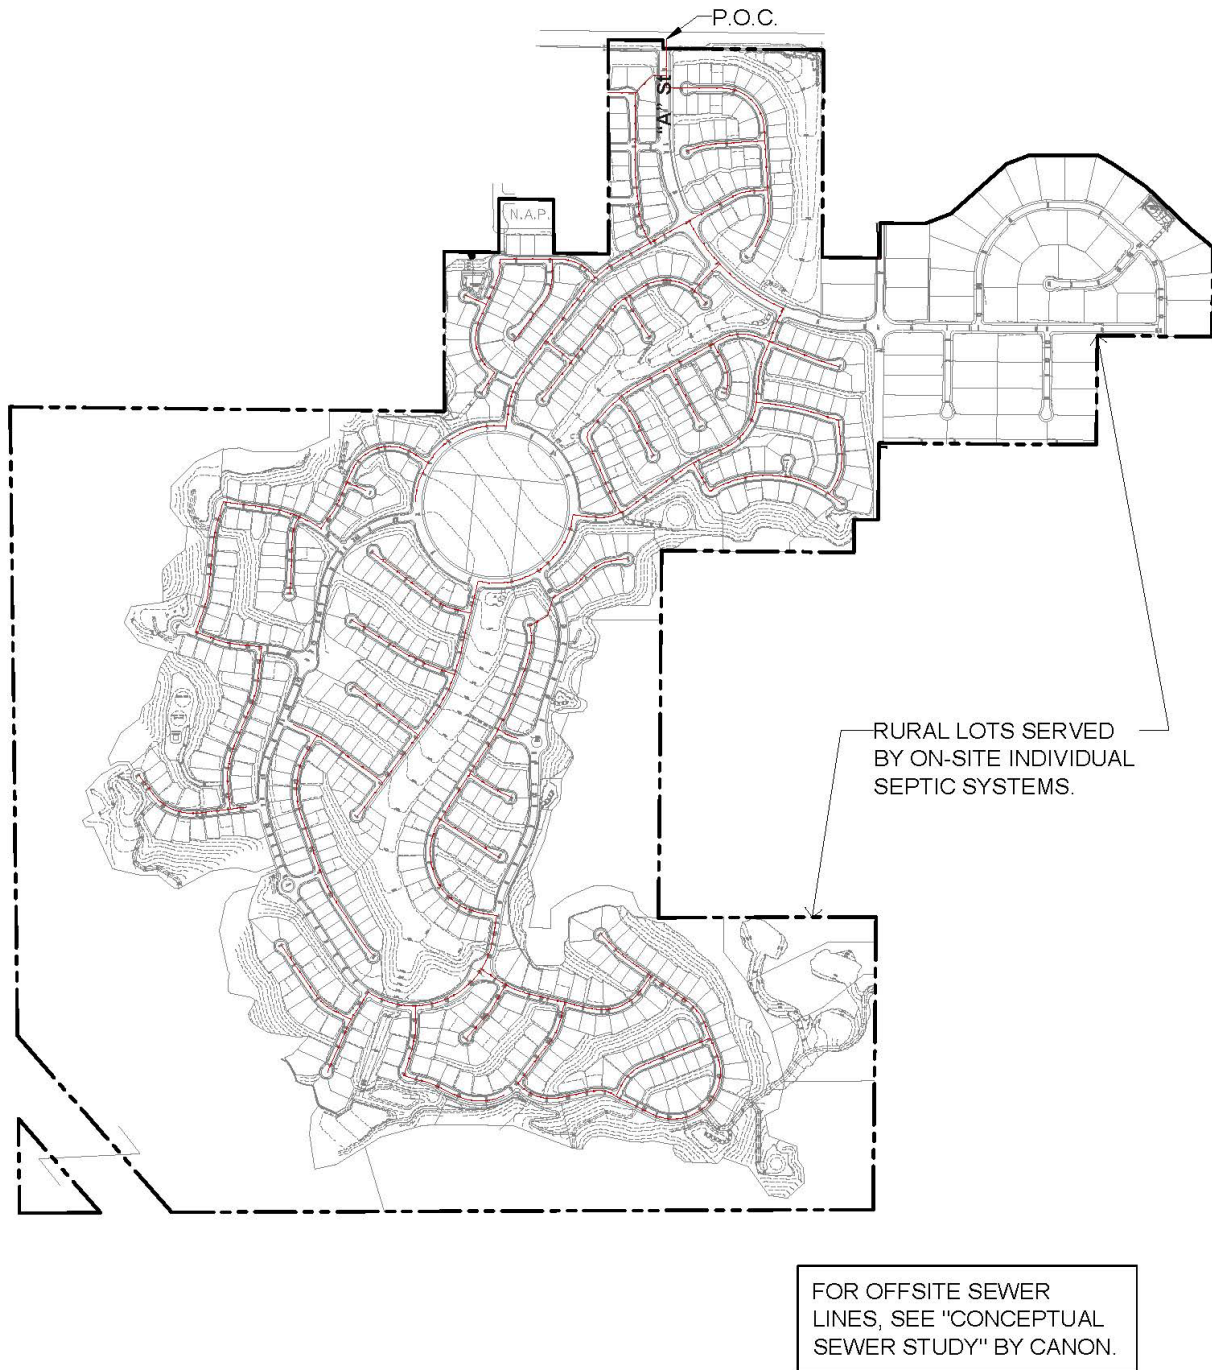 P.O.C.
"A" St
N.A.P.
RURAL LOTS SERVED
BY ON-SITE INDIVIDUAL
SEPTIC SYSTEMS.
FOR OFFSITE SEWER
LINES, SEE "CONCEPTUAL
SEWER STUDY" BY CANON.